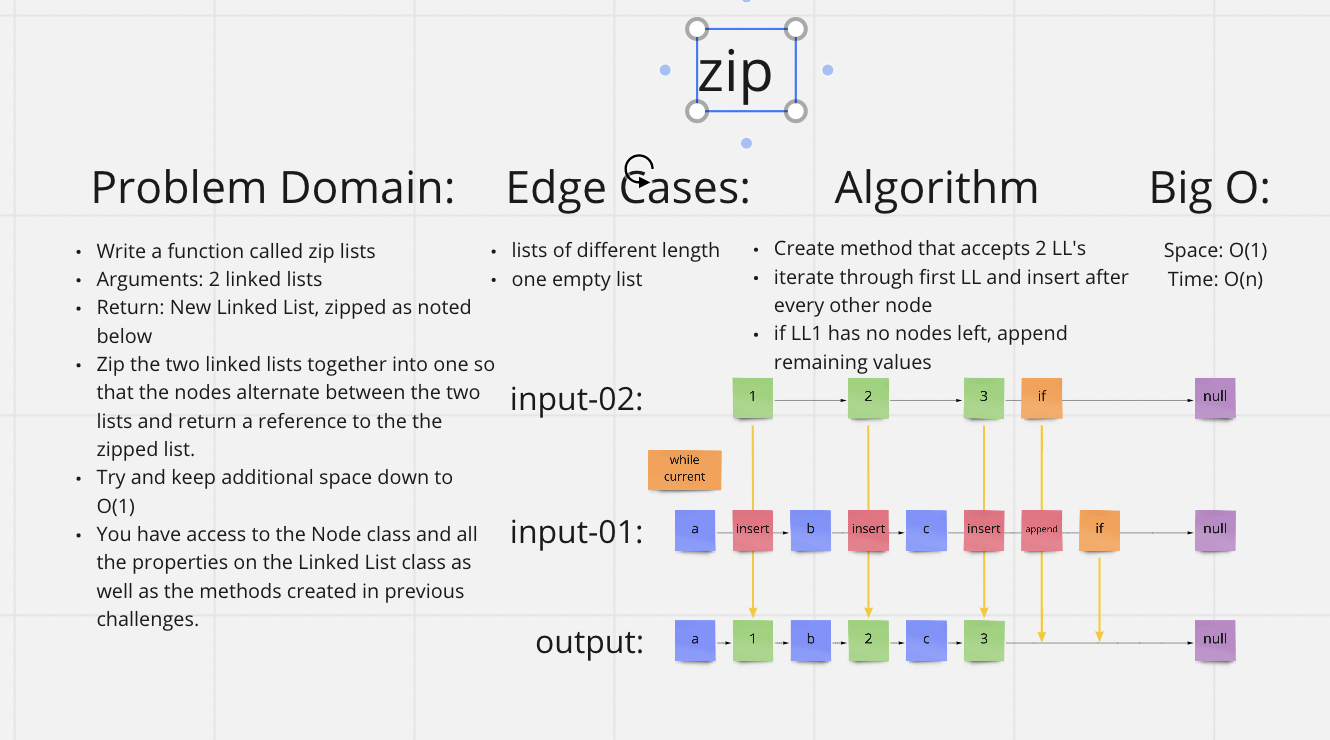 zip
Problem Domain:
• Write a function called zip lists
• Arguments: 2 linked lists
• Return: New Linked List, zipped as noted
below
• Zip the two linked lists together into one so
that the nodes alternate between the two
lists and return a reference to the the
zipped list.
• Try and keep additional space down to
O(1)
• You have access to the Node class and all
the properties on the Linked List class as
well as the methods created in previous
challenges.
Edge Cases:
• lists of different length
• one empty list
Algorithm
• Create method that accepts 2 LL's
• iterate through first LL and insert after
every other node
• if LL1 has no nodes left, append
remaining values
Big O:
Space: O(1)
Time: O(n)
input-02: 1 2 3 if null
while
current
input-01: a insert b insert c insert append if null
output: a 1 b 2 c 3 null